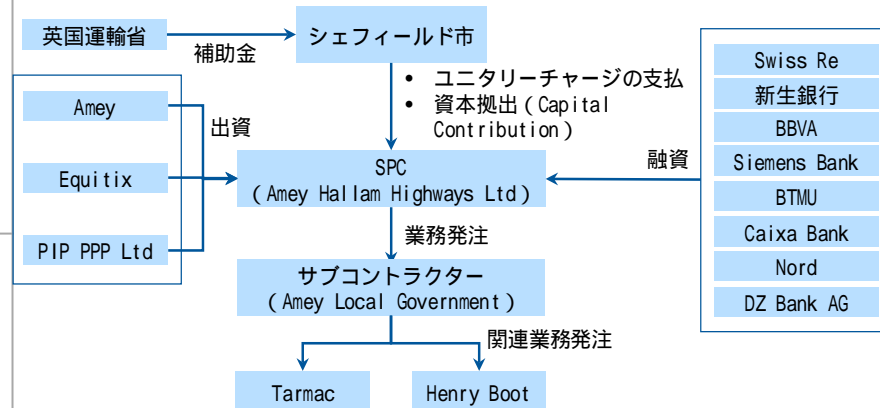 英国運輸省
補助金
シェフィールド市
• ユニタリーチャージの支払
• 資本拠出（Capital
Contribution）
Amey
Equitix
PIP PPP Ltd
出資
SPC
（Amey Hallam Highways Ltd）
融資
Swiss Re
新生銀行
BBVA
Siemens Bank
BTMU
Caixa Bank
Nord
DZ Bank AG
業務発注
サブコントラクター
（Amey Local Government）
関連業務発注
Tarmac
Henry Boot